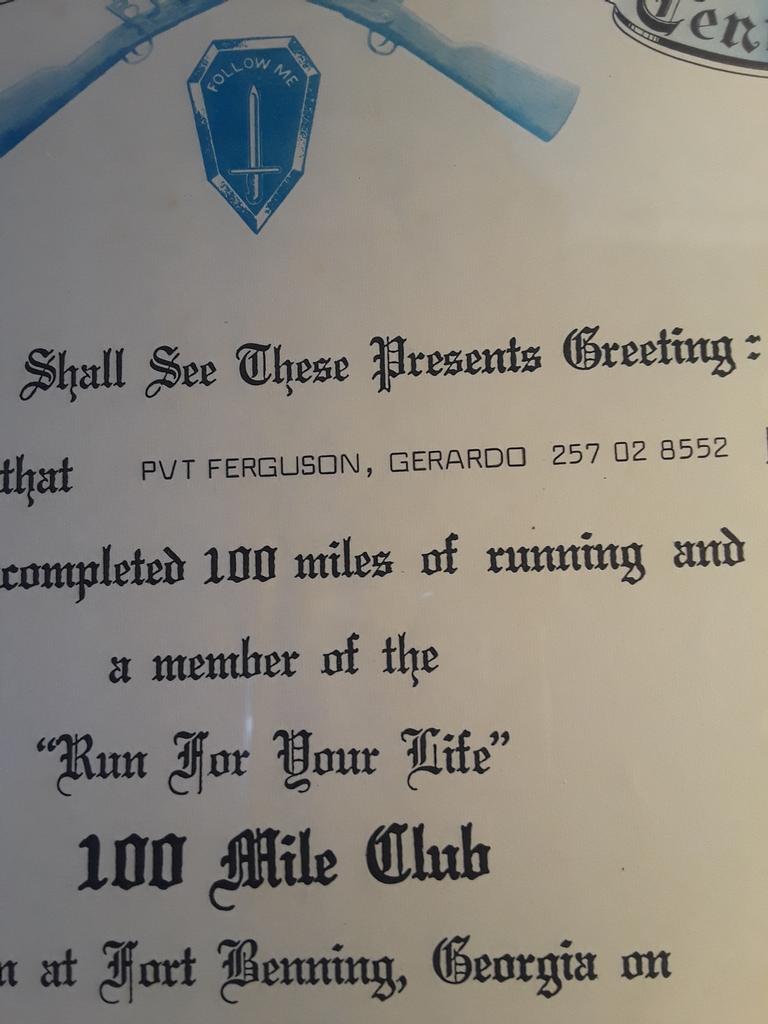 FOLLOW ME
Shall See These Presents Greeting:
that PVT FERGUSON, GERARDO 257 02 8552
completed 100 miles of running and
a member of the
“Run For Your Life”
100 Mile Club
at Fort Benning, Georgia on